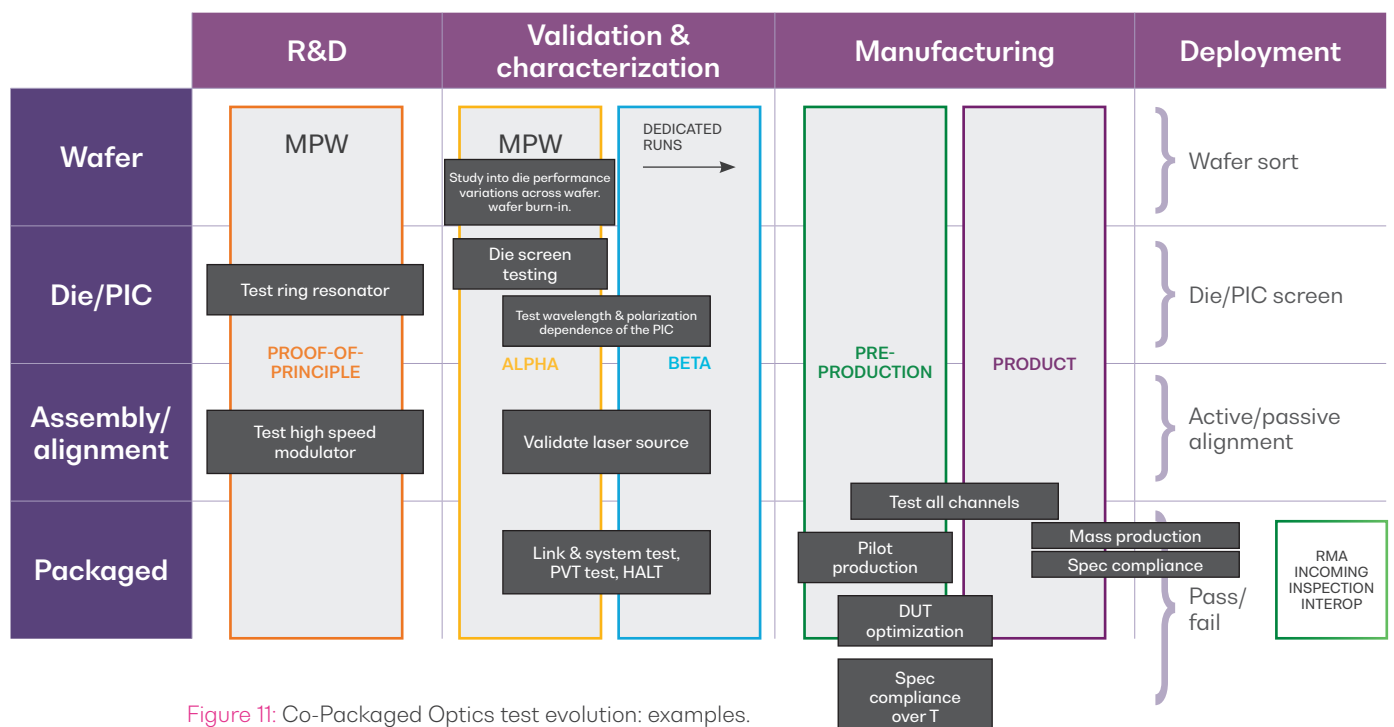 R&D
Validation &
characterization
Manufacturing
Deployment
Wafer
MPW
MPW
Study into die performance
variations across wafer.
wafer burn-in.
DEDICATED
RUNS
Wafer sort
Die/PIC
Test ring resonator
Die screen
testing
Test wavelength & polarization
dependence of the PIC
Die/PIC screen
PROOF-OF-
PRINCIPLE
ALPHA
BETA
PRE-
PRODUCTION
PRODUCT
Assembly/
alignment
Test high speed
modulator
Validate laser source
Active/passive
alignment
Test all channels
Packaged
Link & system test,
PVT test, HALT
Pilot
production
Mass production
Spec compliance
DUT
optimization
Pass/
fail
RMA
INCOMING
INSPECTION
INTEROP
Spec
compliance
over T
Figure 11: Co-Packaged Optics test evolution: examples.